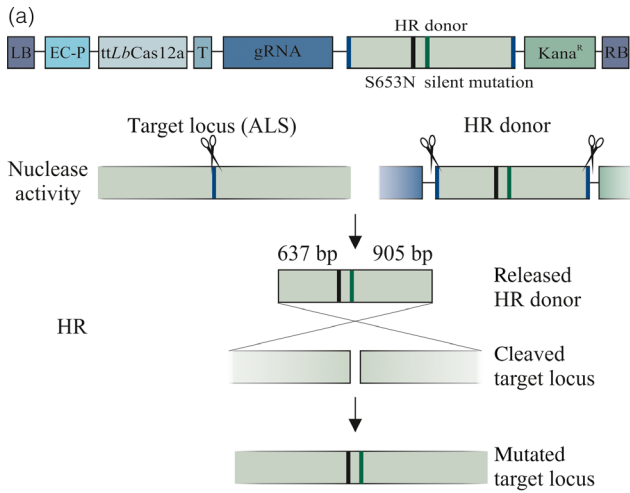 (a)
HR donor
LB EC-P ttLbCas12a T gRNA Kana^R RB
S653N silent mutation
Target locus (ALS) HR donor
Nuclease
activity
637 bp 905 bp
Released
HR donor
HR
Cleaved
target locus
Mutated
target locus